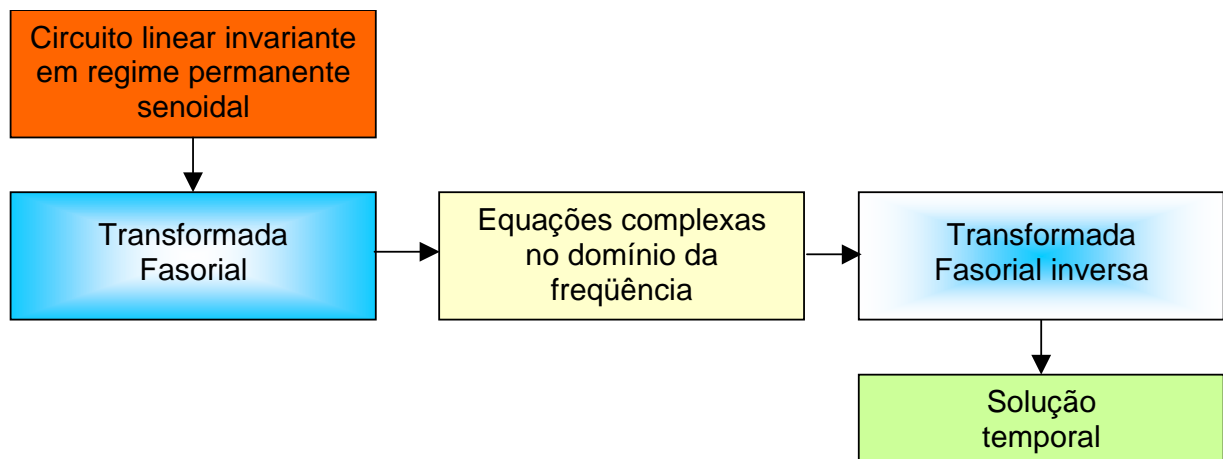 Circuito linear invariante
em regime permanente
senoidal
Transformada
Fasorial
Equações complexas
no domínio da
freqüência
Transformada
Fasorial inversa
Solução
temporal